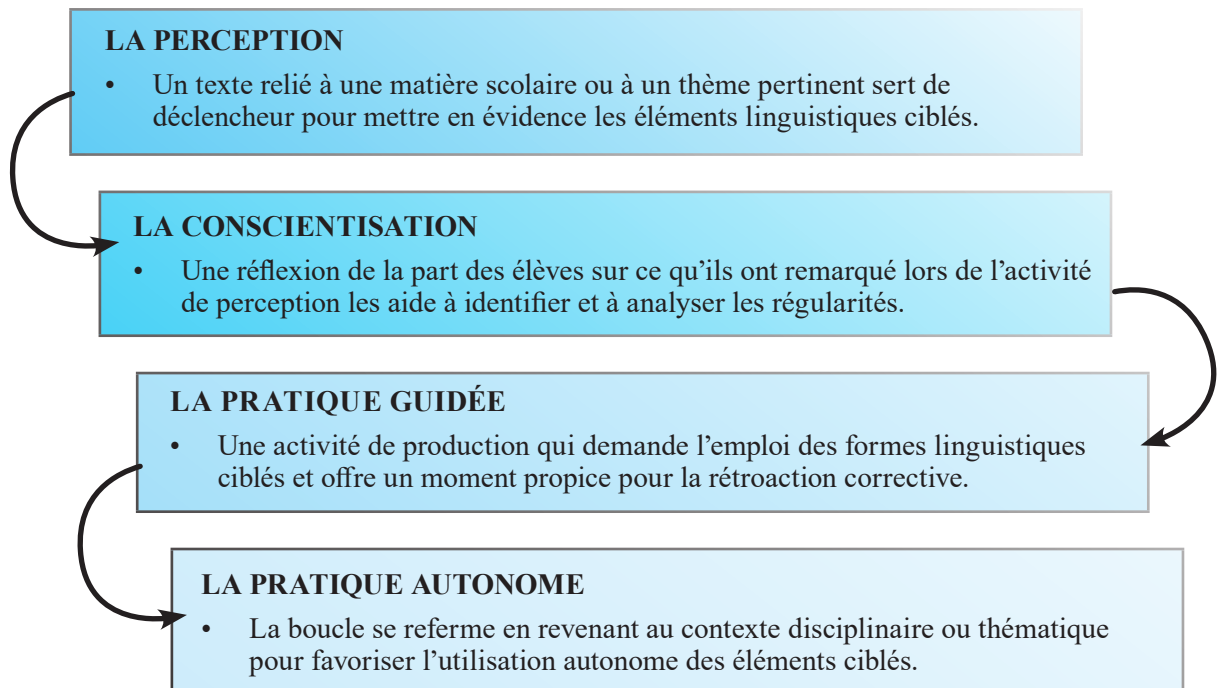 LA PERCEPTION
• Un texte relié à une matière scolaire ou à un thème pertinent sert de
déclencheur pour mettre en évidence les éléments linguistiques ciblés.
LA CONSCIENTISATION
• Une réflexion de la part des élèves sur ce qu’ils ont remarqué lors de l’activité
de perception les aide à identifier et à analyser les régularités.
LA PRATIQUE GUIDÉE
• Une activité de production qui demande l’emploi des formes linguistiques
ciblés et offre un moment propice pour la rétroaction corrective.
LA PRATIQUE AUTONOME
• La boucle se referme en revenant au contexte disciplinaire ou thématique
pour favoriser l’utilisation autonome des éléments ciblés.